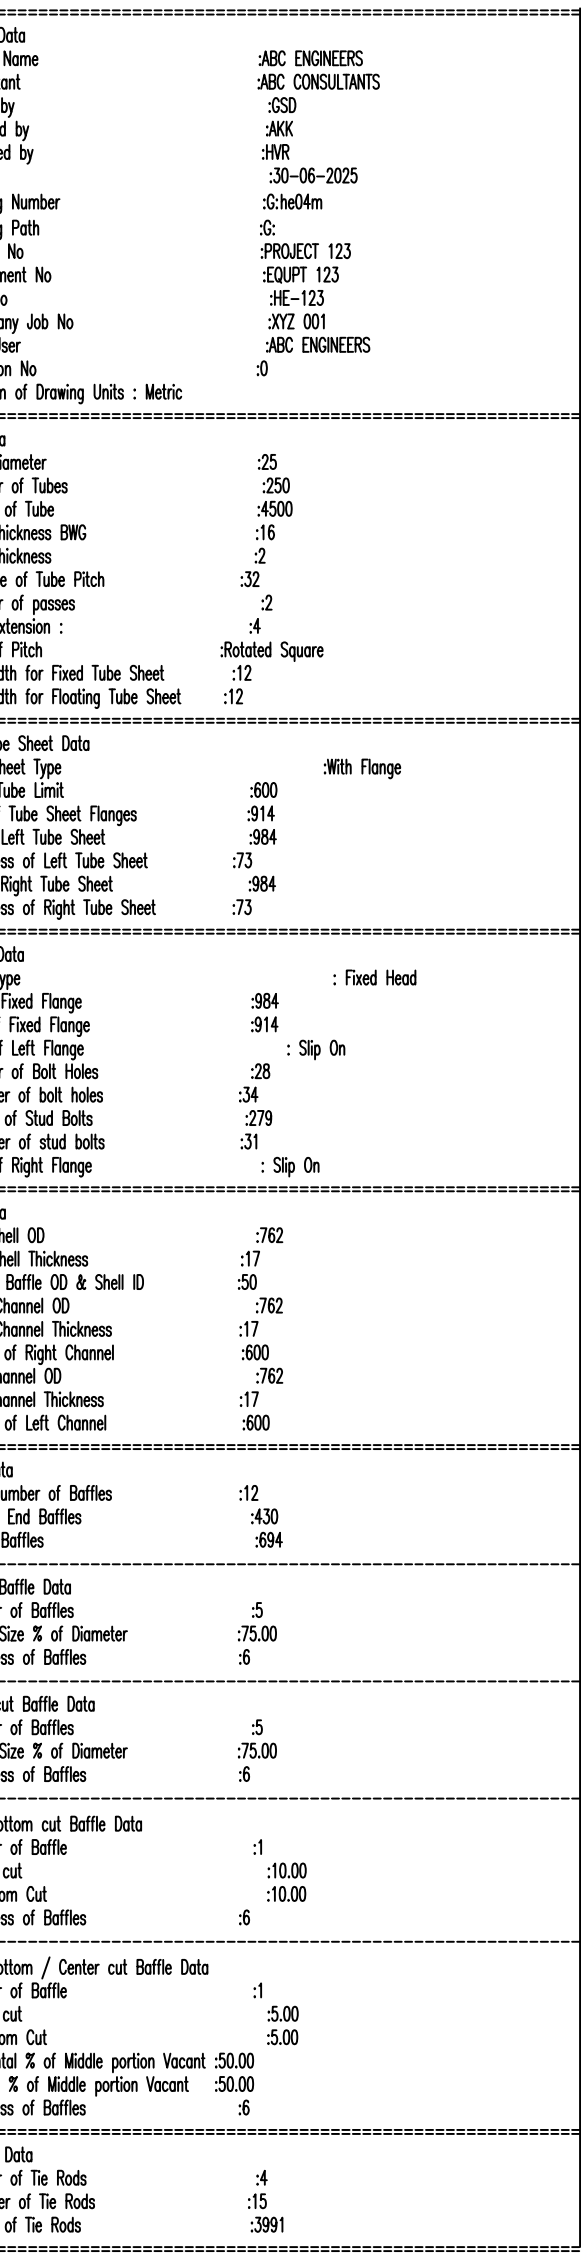 Data
Name :ABC ENGINEERS
tant :ABC CONSULTANTS
by :GSD
d by :AKK
ed by :HVR
:30-06-2025
g Number :G:he04m
g Path :G:
No :PROJECT 123
ment No :EQUPT 123
o :HE-123
any Job No :XYZ 001
User :ABC ENGINEERS
on No :0
m of Drawing Units : Metric
a
iameter :25
r of Tubes :250
of Tube :4500
hickness BWG :16
hickness :2
e of Tube Pitch :32
r of passes :2
xtension : :4
f Pitch :Rotated Square
dth for Fixed Tube Sheet :12
dth for Floating Tube Sheet :12
be Sheet Data
heet Type :With Flange
Tube Limit :600
f Tube Sheet Flanges :914
Left Tube Sheet :984
ss of Left Tube Sheet :73
Right Tube Sheet :984
ess of Right Tube Sheet :73
Data
ype : Fixed Head
Fixed Flange :984
f Fixed Flange :914
f Left Flange : Slip On
r of Bolt Holes :28
er of bolt holes :34
of Stud Bolts :279
er of stud bolts :31
f Right Flange : Slip On
a
hell OD :762
hell Thickness :17
Baffle OD & Shell ID :50
Channel OD :762
Channel Thickness :17
of Right Channel :600
hannel OD :762
hannel Thickness :17
of Left Channel :600
ta
umber of Baffles :12
End Baffles :430
Baffles :694
Baffle Data
r of Baffles :5
Size % of Diameter :75.00
ss of Baffles :6
cut Baffle Data
r of Baffles :5
Size % of Diameter :75.00
ss of Baffles :6
ottom cut Baffle Data
r of Baffle :1
cut :10.00
om Cut :10.00
ss of Baffles :6
ottom / Center cut Baffle Data
r of Baffle :1
cut :5.00
om Cut :5.00
ntal % of Middle portion Vacant :50.00
% of Middle portion Vacant :50.00
ss of Baffles :6
Data
r of Tie Rods :4
er of Tie Rods :15
of Tie Rods :3991